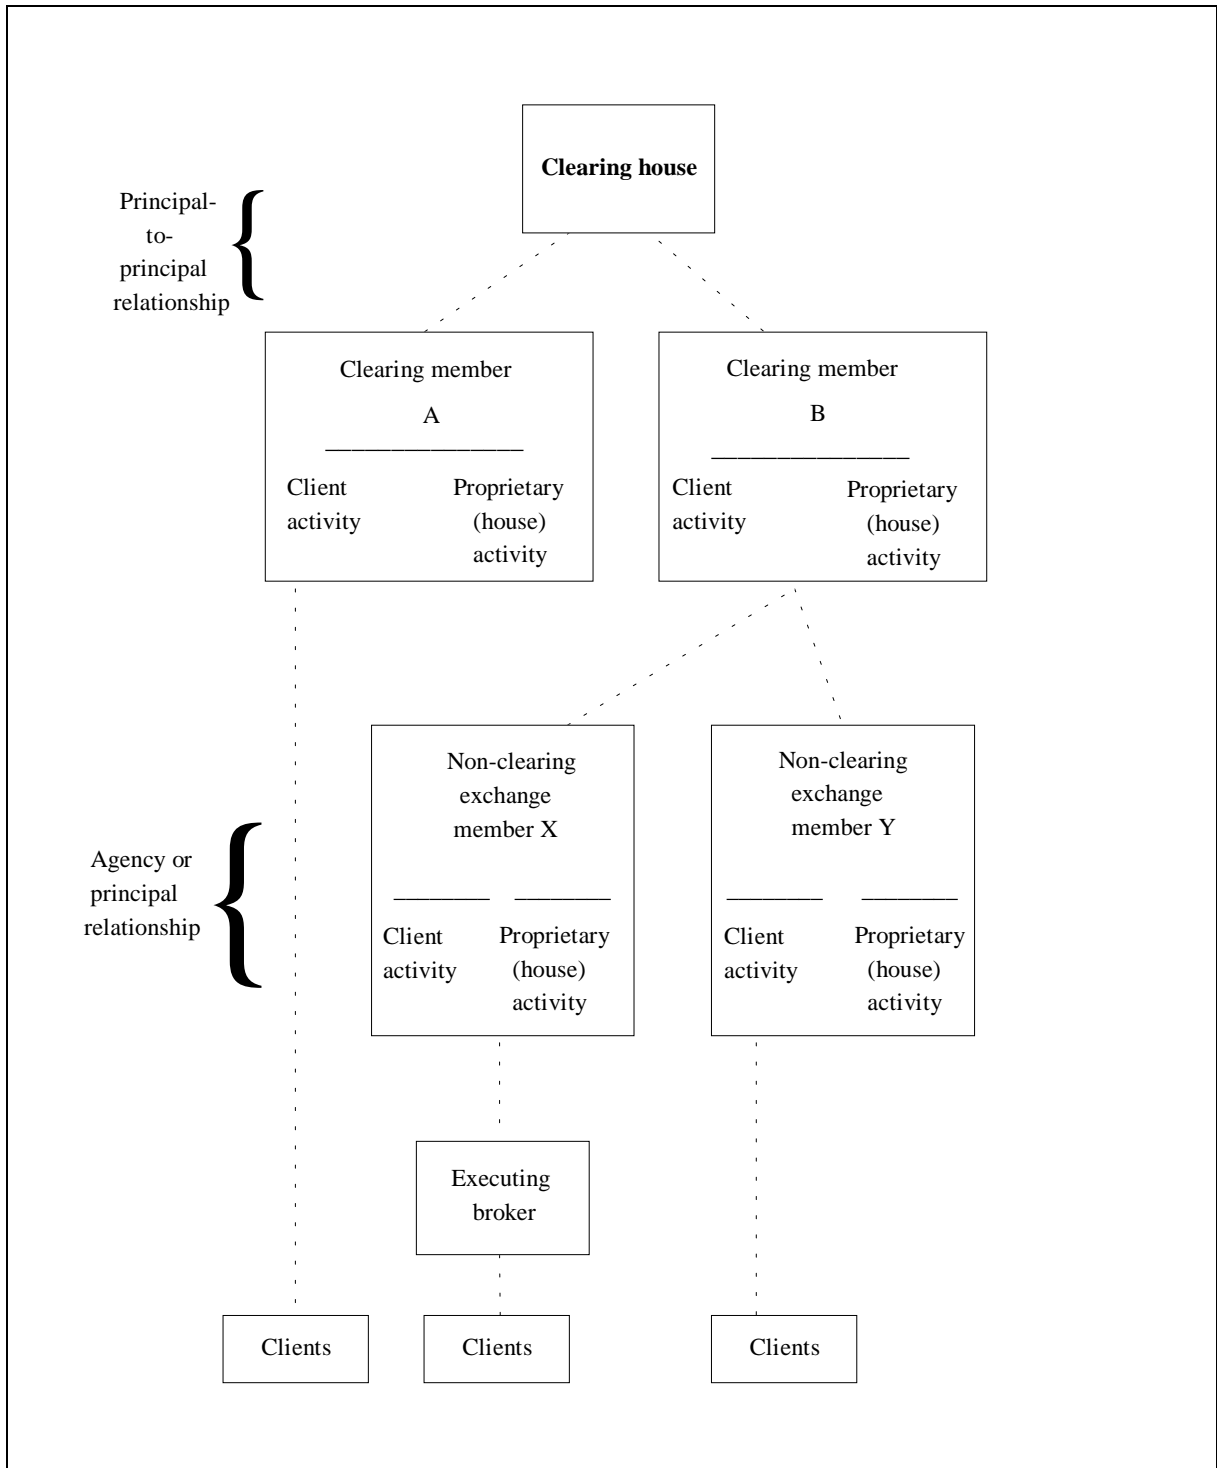 Clearing house
Principal-
to-
principal
relationship
Clearing member
A
Client
activity
Proprietary
(house)
activity
Clearing member
B
Client
activity
Proprietary
(house)
activity
Agency or
principal
relationship
Non-clearing
exchange
member X
Client
activity
Proprietary
(house)
activity
Non-clearing
exchange
member Y
Client
activity
Proprietary
(house)
activity
Executing
broker
Clients
Clients
Clients